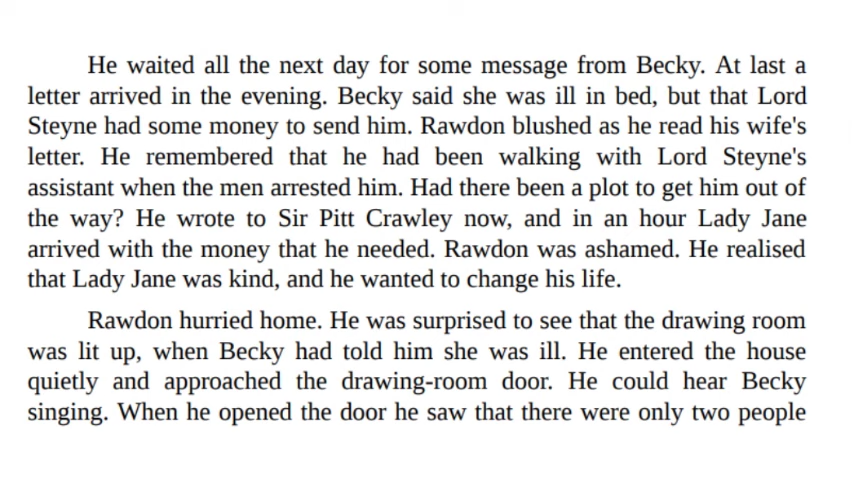 He waited all the next day for some message from Becky. At last a
letter arrived in the evening. Becky said she was ill in bed, but that Lord
Steyne had some money to send him. Rawdon blushed as he read his wife's
letter. He remembered that he had been walking with Lord Steyne's
assistant when the men arrested him. Had there been a plot to get him out of
the way? He wrote to Sir Pitt Crawley now, and in an hour Lady Jane
arrived with the money that he needed. Rawdon was ashamed. He realised
that Lady Jane was kind, and he wanted to change his life.
Rawdon hurried home. He was surprised to see that the drawing room
was lit up, when Becky had told him she was ill. He entered the house
quietly and approached the drawing-room door. He could hear Becky
singing. When he opened the door he saw that there were only two people